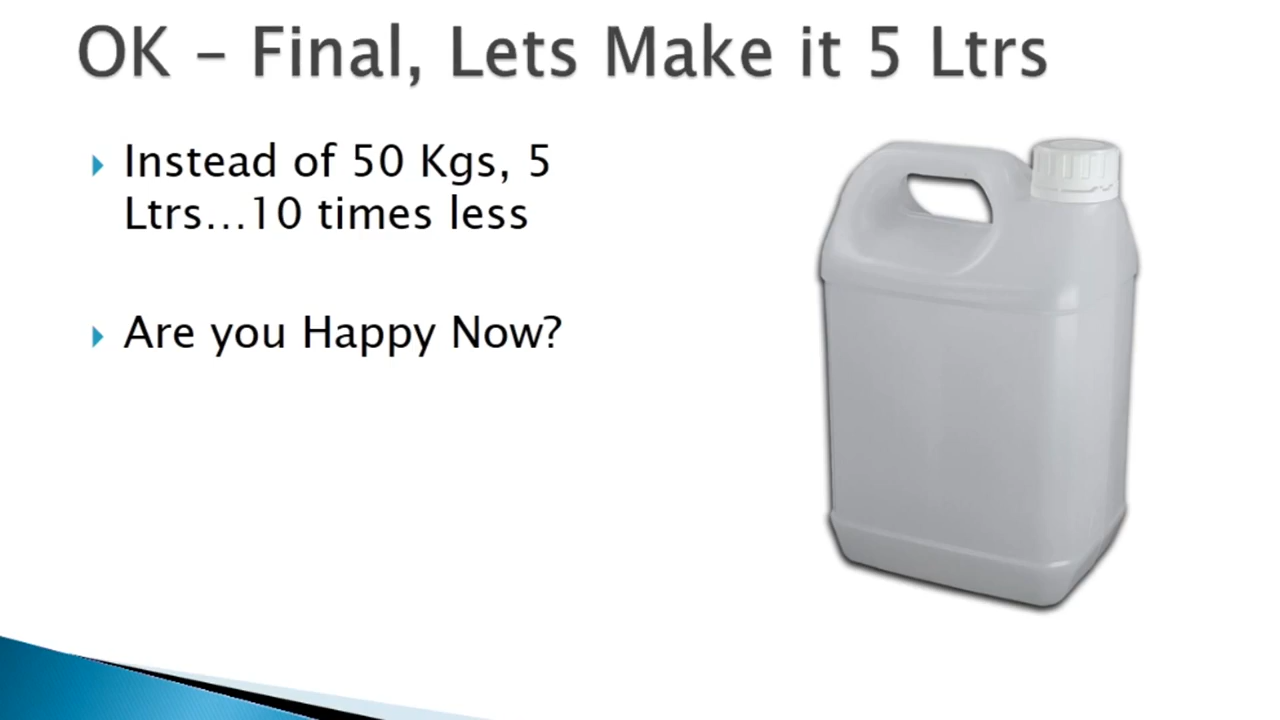 OK – Final, Lets Make it 5 Ltrs
Instead of 50 Kgs, 5
Ltrs...10 times less
Are you Happy Now?